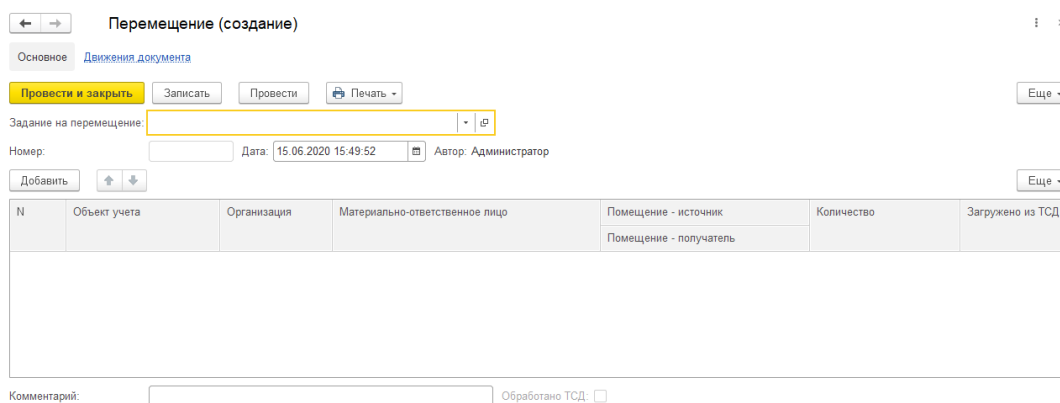 Перемещение (создание)
Основное Движения документа
Провести и закрыть Записать Провести Печать Еще
Задание на перемещение:
Номер: Дата: 15.06.2020 15:49:52 Автор: Администратор
Добавить Еще
N Объект учета Организация Материально-ответственное лицо Помещение - источник Количество Загружено из ТСД
Помещение - получатель
Комментарий: Обработано ТСД: